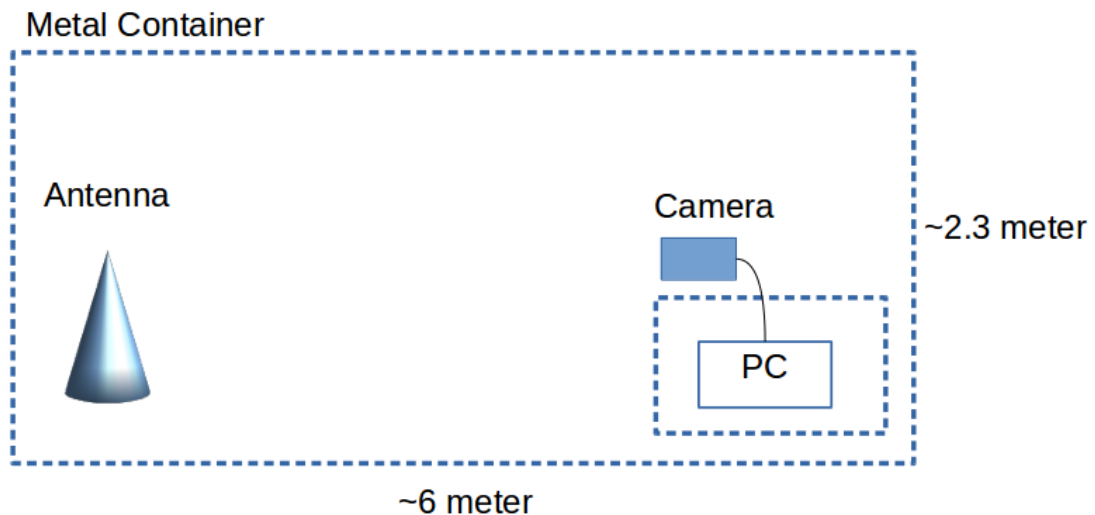 Metal Container
Antenna
Camera
~2.3 meter
PC
~6 meter